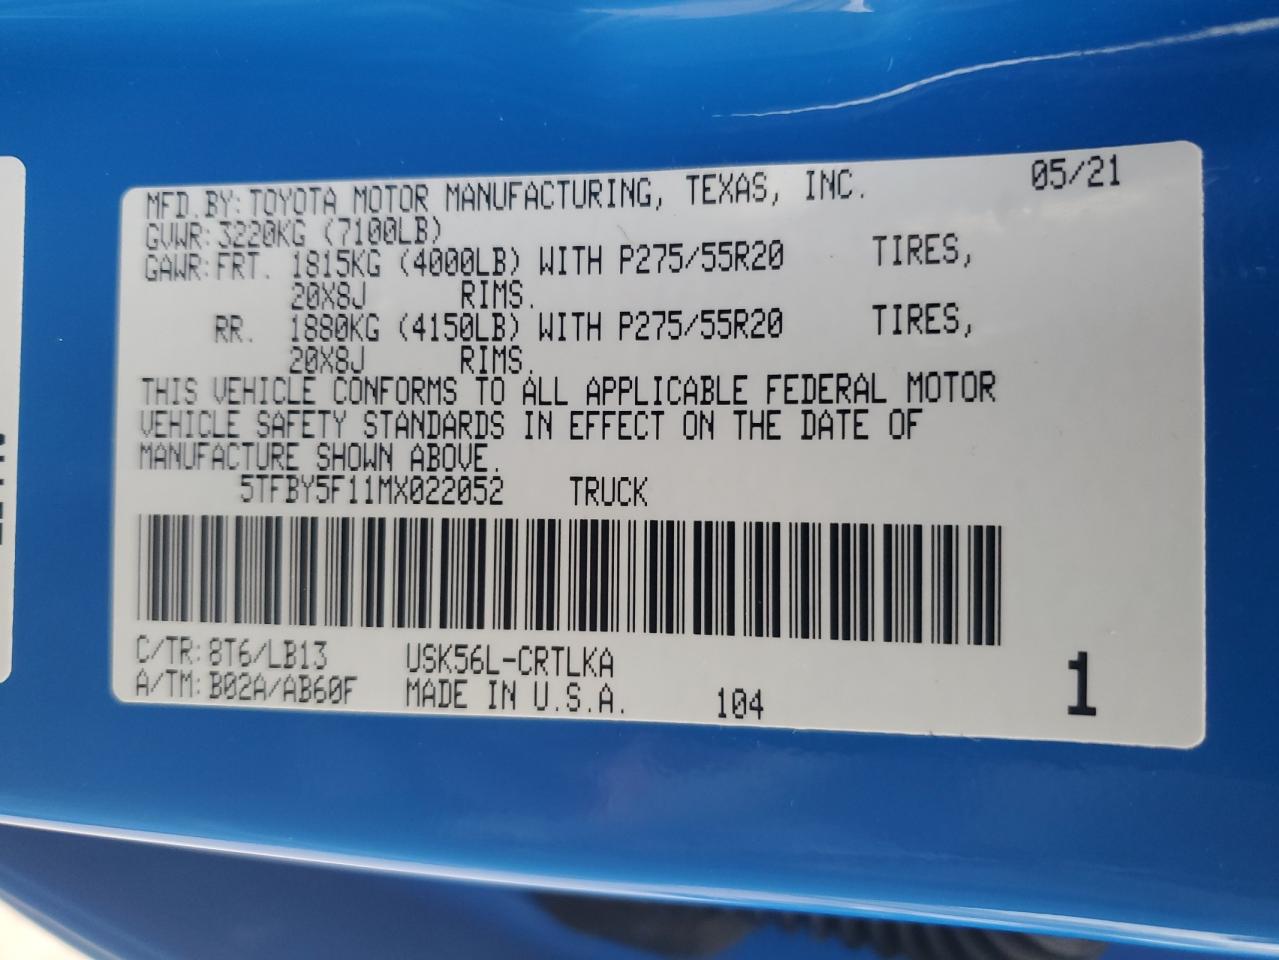 MFD.BY: TOYOTA MOTOR MANUFACTURING, TEXAS, INC. 05/21
GVWR: 3220KG (7100LB)
GAWR: FRT. 1815KG (4000LB) WITH P275/55R20 TIRES,
20X8J RIMS.
RR. 1880KG (4150LB) WITH P275/55R20 TIRES,
20X8J RIMS.
THIS VEHICLE CONFORMS TO ALL APPLICABLE FEDERAL MOTOR
VEHICLE SAFETY STANDARDS IN EFFECT ON THE DATE OF
MANUFACTURE SHOWN ABOVE.
5TFBY5F11MX022052 TRUCK
C/TR: 8T6/LB13 USK56L-CRTLKA
A/TM: B02A/AB60F MADE IN U.S.A. 104 1